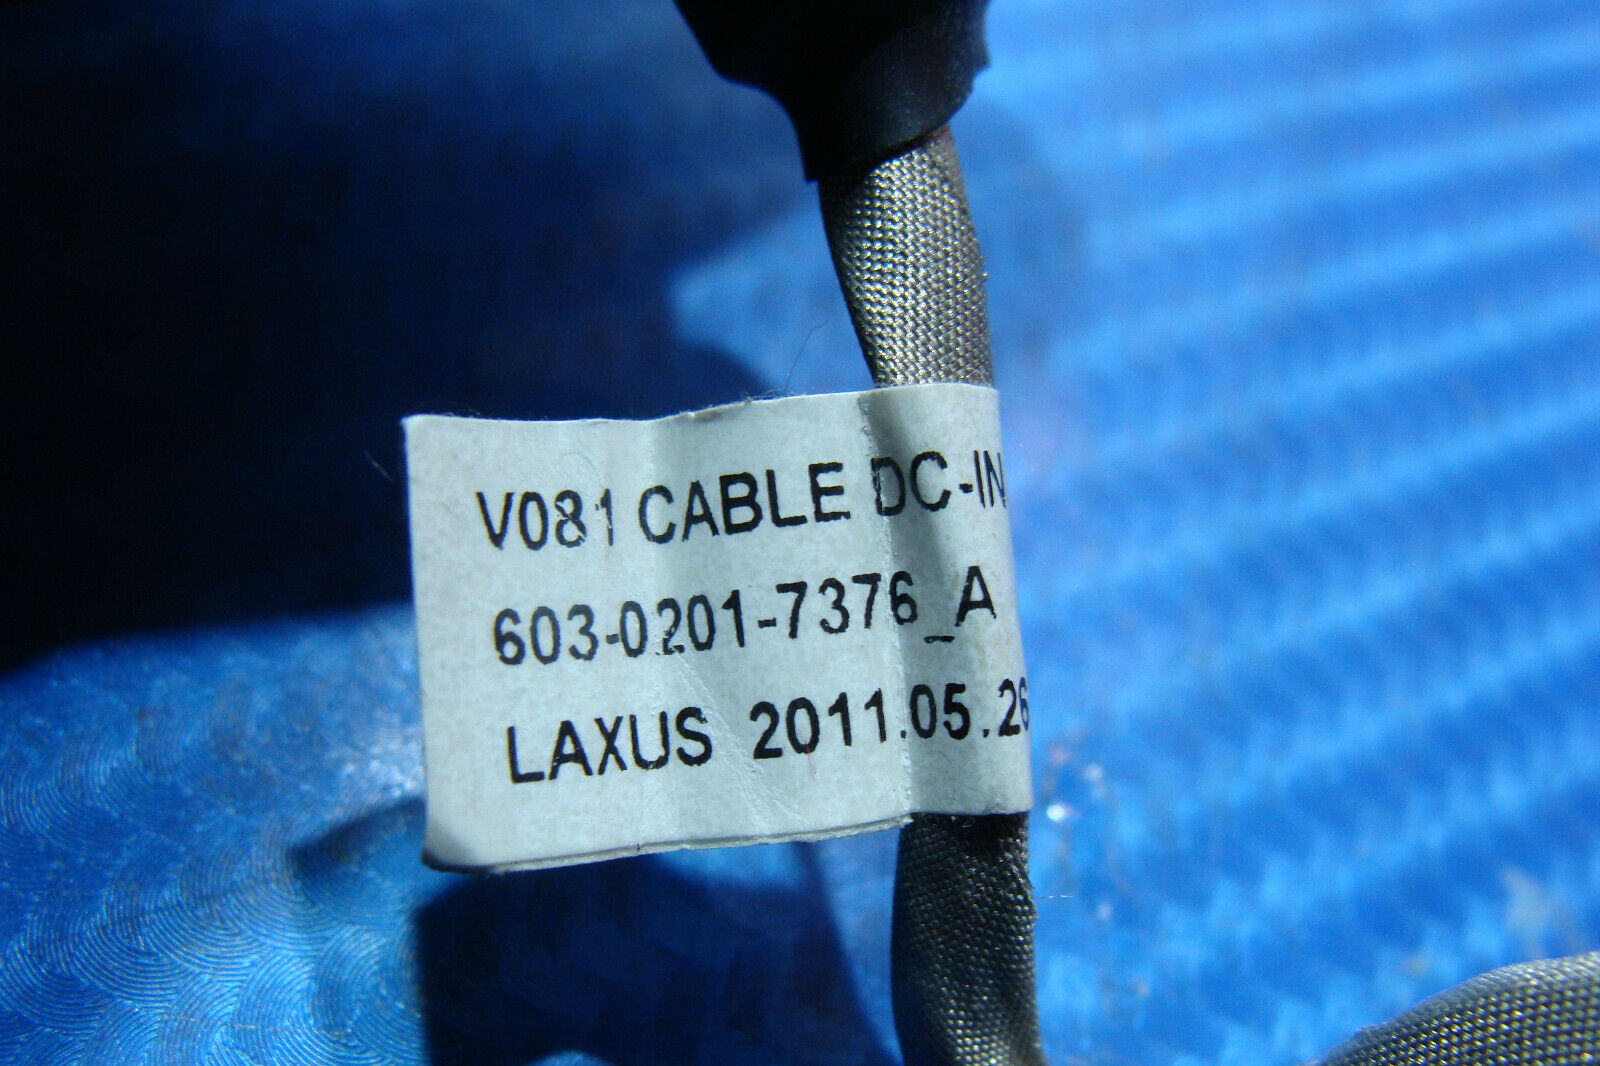 V081 CABLE DC-IN
603-0201-7376_A
LAXUS 2011.05.26